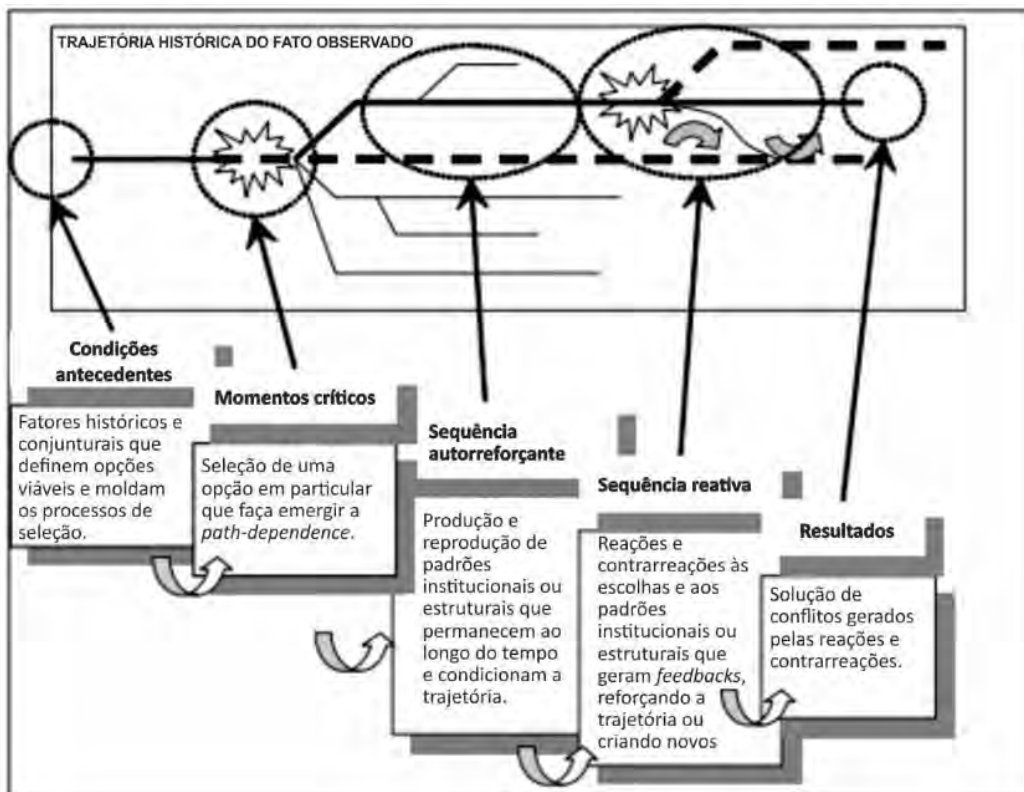 TRAJETÓRIA HISTÓRICA DO FATO OBSERVADO
Condições
antecedentes
Fatores históricos e
conjunturais que
definem opções
viáveis e moldam
os processos de
seleção.
Momentos críticos
Seleção de uma
opção em particular
que faça emergir a
path-dependence.
Sequência
autorreforçante
Produção e
reprodução de
padrões
institucionais ou
estruturais que
permanecem ao
longo do tempo
e condicionam a
trajetória.
Sequência reativa
Reações e
contrarreações às
escolhas e aos
padrões
institucionais ou
estruturais que
geram feedbacks,
reforçando a
trajetória ou
criando novos
Resultados
Solução de
conflitos gerados
pelas reações e
contrarreações.